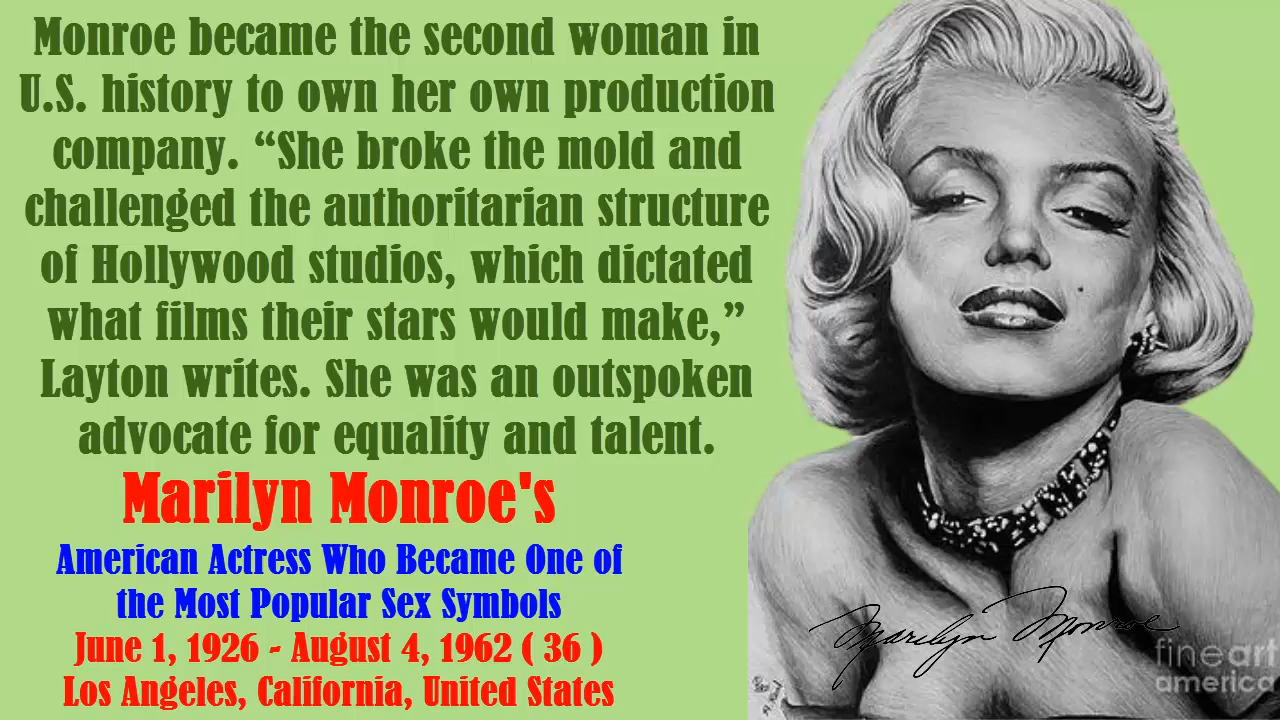 Monroe became the second woman in
U.S. history to own her own production
company. “She broke the mold and
challenged the authoritarian structure
of Hollywood studios, which dictated
what films their stars would make,”
Layton writes. She was an outspoken
advocate for equality and talent.
Marilyn Monroe's
American Actress Who Became One of
the Most Popular Sex Symbols
June 1, 1926 - August 4, 1962 ( 36 )
Los Angeles, California, United States
Marilyn Monroe
fineart
america